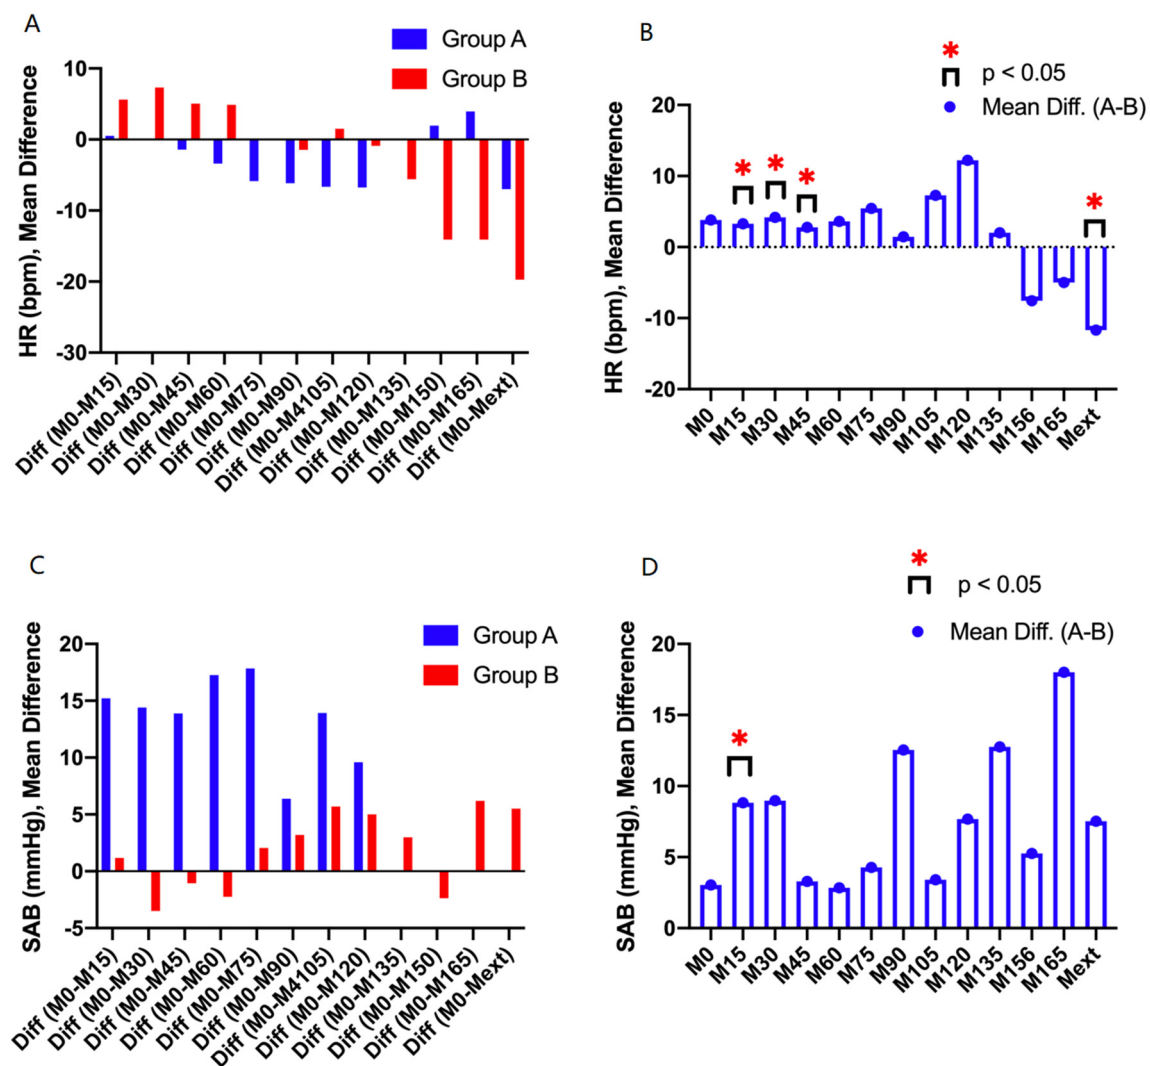 A
Group A
Group B
HR (bpm), Mean Difference
10
0
-10
-20
-30
Diff (M0-M15)
Diff (M0-M30)
Diff (M0-M45)
Diff (M0-M60)
Diff (M0-M75)
Diff (M0-M90)
Diff (M0-M4105)
Diff (M0-M120)
Diff (M0-M135)
Diff (M0-M150)
Diff (M0-M165)
Diff (M0-Mext)
B
*
p < 0.05
Mean Diff. (A-B)
HR (bpm), Mean Difference
20
10
0
-10
-20
* * * *
M0
M15
M30
M45
M60
M75
M90
M105
M120
M135
M156
M165
Mext
C
Group A
Group B
SAB (mmHg), Mean Difference
20
15
10
5
0
-5
Diff (M0-M15)
Diff (M0-M30)
Diff (M0-M45)
Diff (M0-M60)
Diff (M0-M75)
Diff (M0-M90)
Diff (M0-M4105)
Diff (M0-M120)
Diff (M0-M135)
Diff (M0-M150)
Diff (M0-M165)
Diff (M0-Mext)
D
*
p < 0.05
Mean Diff. (A-B)
SAB (mmHg), Mean Difference
20
15
10
5
0
*
M0
M15
M30
M45
M60
M75
M90
M105
M120
M135
M156
M165
Mext